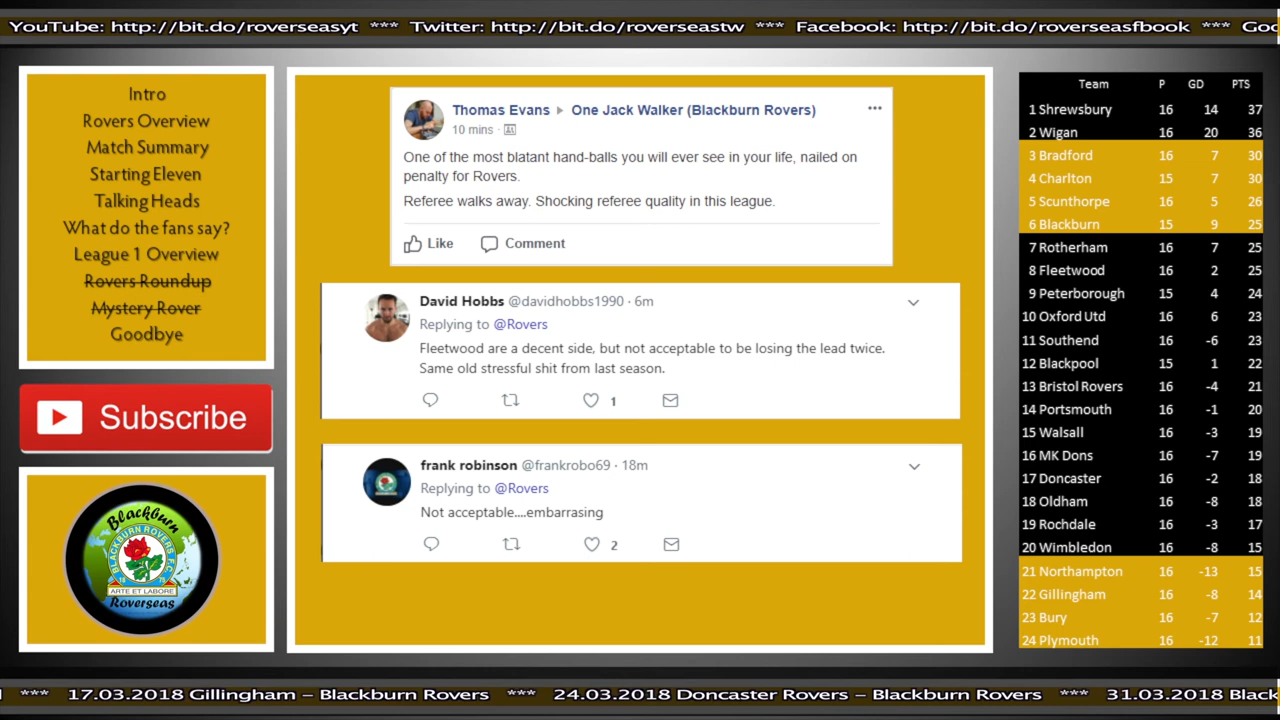 YouTube: http://bit.do/roverseasyt *** Twitter: http://bit.do/roverseastw *** Facebook: http://bit.do/roverseasfbook *** Goo
Intro
Rovers Overview
Match Summary
Starting Eleven
Talking Heads
What do the fans say?
League 1 Overview
Rovers Roundup
Mystery Rover
Goodbye
Subscribe
Blackburn
BLACKBURN ROVERS F.C.
18 75
ARTE ET LABORE
Roverseas
Thomas Evans ▸ One Jack Walker (Blackburn Rovers)
10 mins ·
One of the most blatant hand-balls you will ever see in your life, nailed on
penalty for Rovers.
Referee walks away. Shocking referee quality in this league.
Like Comment
David Hobbs @davidhobbs1990 · 6m
Replying to @Rovers
Fleetwood are a decent side, but not acceptable to be losing the lead twice.
Same old stressful shit from last season.
1
frank robinson @frankrobo69 · 18m
Replying to @Rovers
Not acceptable....embarrasing
2
Team P GD PTS
1 Shrewsbury 16 14 37
2 Wigan 16 20 36
3 Bradford 16 7 30
4 Charlton 15 7 30
5 Scunthorpe 16 5 26
6 Blackburn 15 9 25
7 Rotherham 16 7 25
8 Fleetwood 16 2 25
9 Peterborough 15 4 24
10 Oxford Utd 16 6 23
11 Southend 16 -6 23
12 Blackpool 15 1 22
13 Bristol Rovers 16 -4 21
14 Portsmouth 16 -1 20
15 Walsall 16 -3 19
16 MK Dons 16 -7 19
17 Doncaster 16 -2 18
18 Oldham 16 -8 18
19 Rochdale 16 -3 17
20 Wimbledon 16 -8 15
21 Northampton 16 -13 15
22 Gillingham 16 -8 14
23 Bury 16 -7 12
24 Plymouth 16 -12 11
*** 17.03.2018 Gillingham – Blackburn Rovers *** 24.03.2018 Doncaster Rovers – Blackburn Rovers *** 31.03.2018 Black